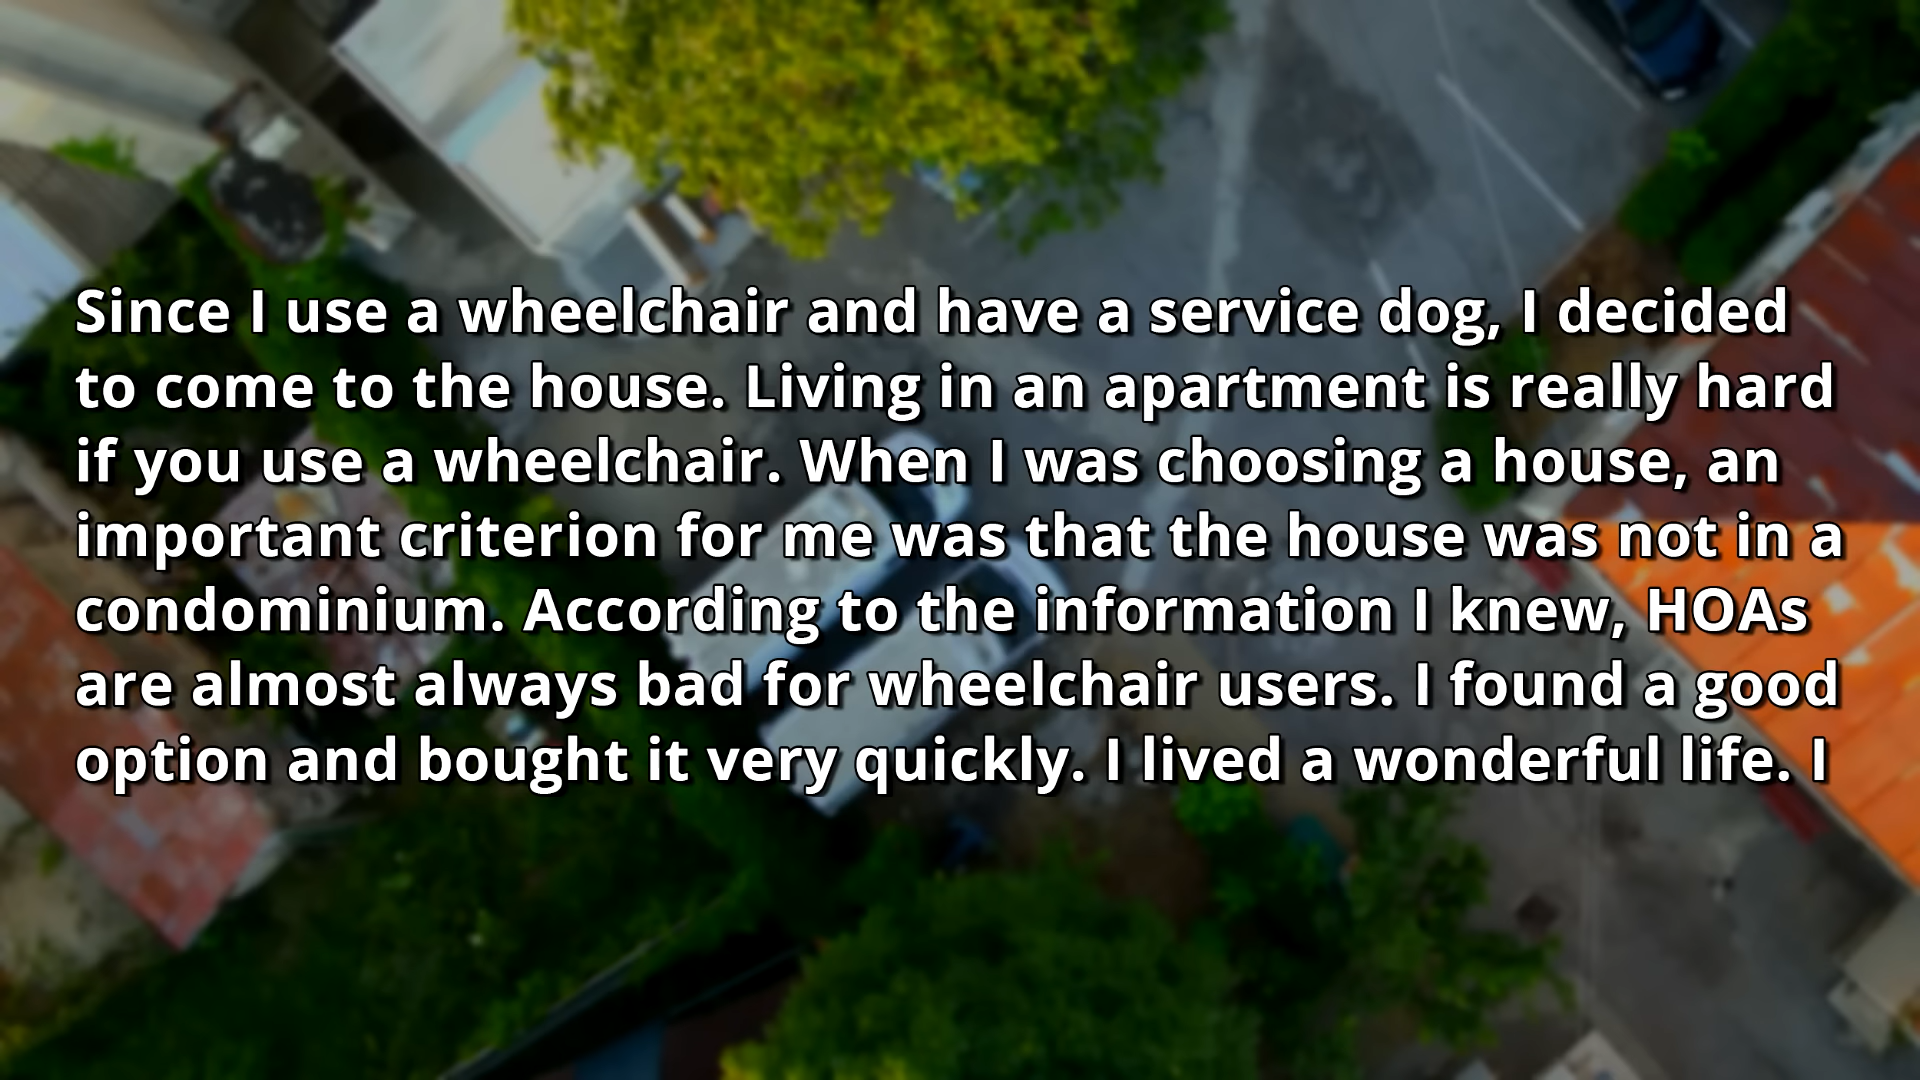 Since I use a wheelchair and have a service dog, I decided
to come to the house. Living in an apartment is really hard
if you use a wheelchair. When I was choosing a house, an
important criterion for me was that the house was not in a
condominium. According to the information I knew, HOAs
are almost always bad for wheelchair users. I found a good
option and bought it very quickly. I lived a wonderful life. I